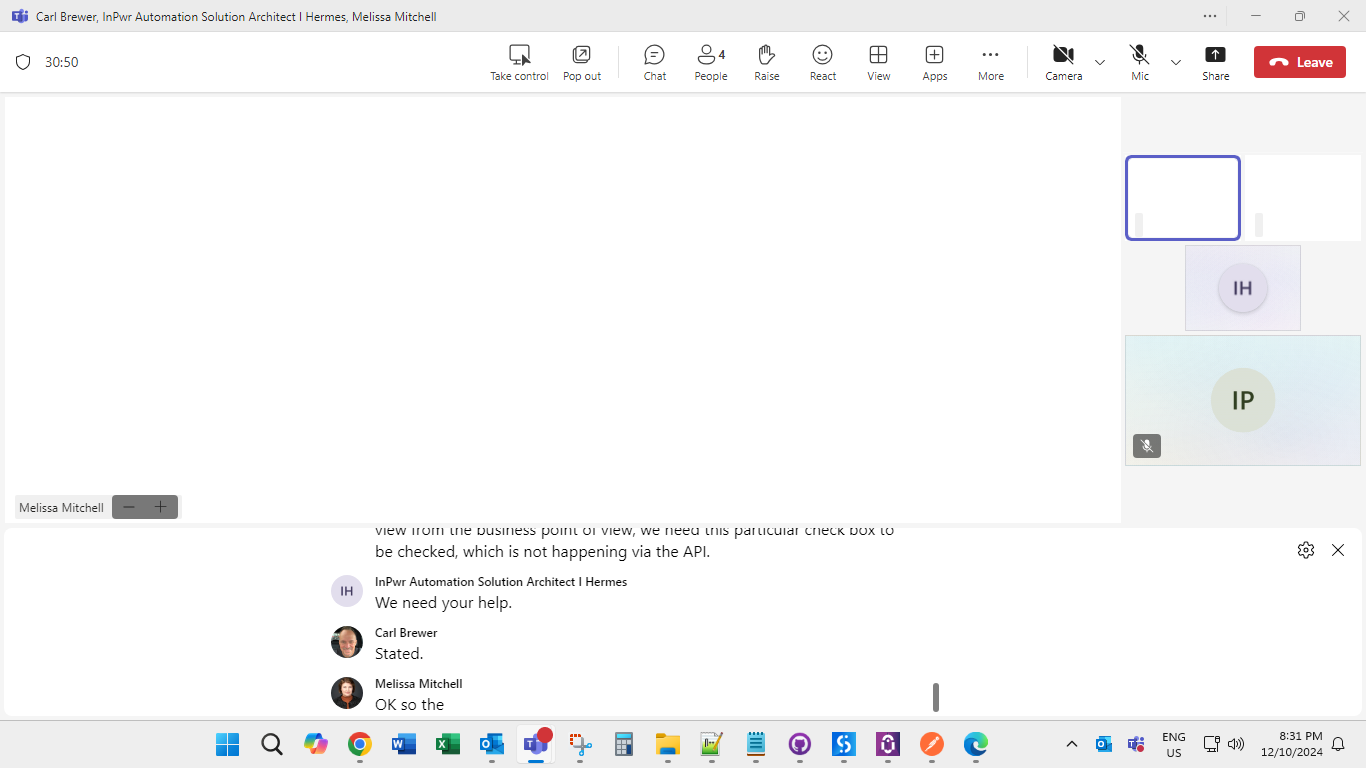 Carl Brewer, InPwr Automation Solution Architect I Hermes, Melissa Mitchell
30:50
Take control
Pop out
Chat
4
People
Raise
React
View
Apps
More
Camera
Mic
Share
Leave
IH
IP
Melissa Mitchell
view from the business point of view, we need this particular check box to
be checked, which is not happening via the API.
IH
InPwr Automation Solution Architect I Hermes
We need your help.
Carl Brewer
Stated.
Melissa Mitchell
OK so the
ENG
US
8:31 PM
12/10/2024